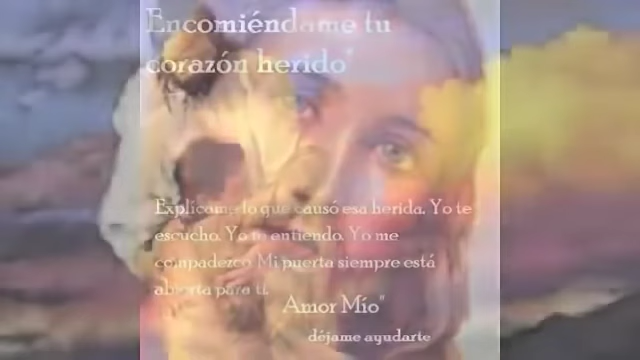 Encomiéndame tu
corazón herido"
Explícame lo que causó esa herida. Yo te
escucho. Yo te entiendo. Yo me
compadezco. Mi puerta siempre está
abierta para ti.
Amor Mío"
déjame ayudarte